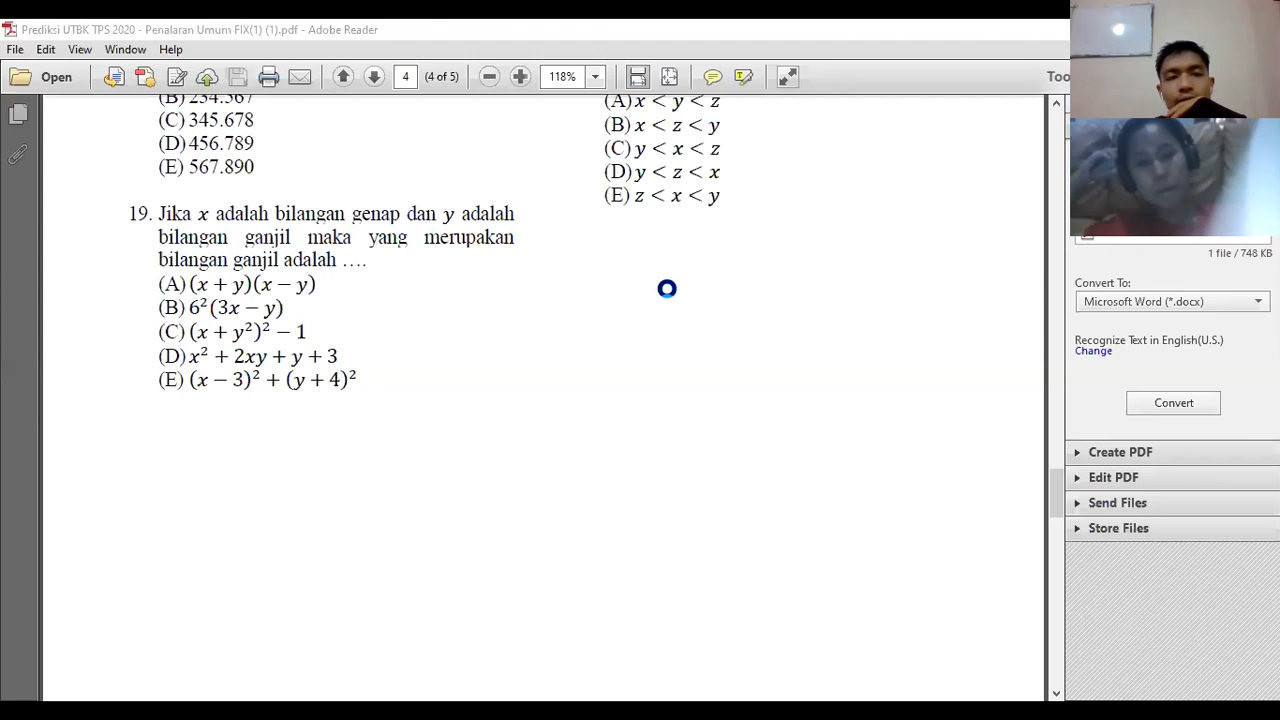 Prediksi UTBK TPS 2020 - Penalaran Umum FIX(1) (1).pdf - Adobe Reader
File Edit View Window Help
Open 4 (4 of 5) 118% Too
(B) 234.567
(C) 345.678
(D) 456.789
(E) 567.890
19. Jika x adalah bilangan genap dan y adalah
bilangan ganjil maka yang merupakan
bilangan ganjil adalah ….
(A) (x + y)(x − y)
(B) 6²(3x − y)
(C) (x + y²)² − 1
(D) x² + 2xy + y + 3
(E) (x − 3)² + (y + 4)²
(A) x < y < z
(B) x < z < y
(C) y < x < z
(D) y < z < x
(E) z < x < y
1 file / 748 KB
Convert To:
Microsoft Word (*.docx)
Recognize Text in English(U.S.)
Change
Convert
Create PDF
Edit PDF
Send Files
Store Files